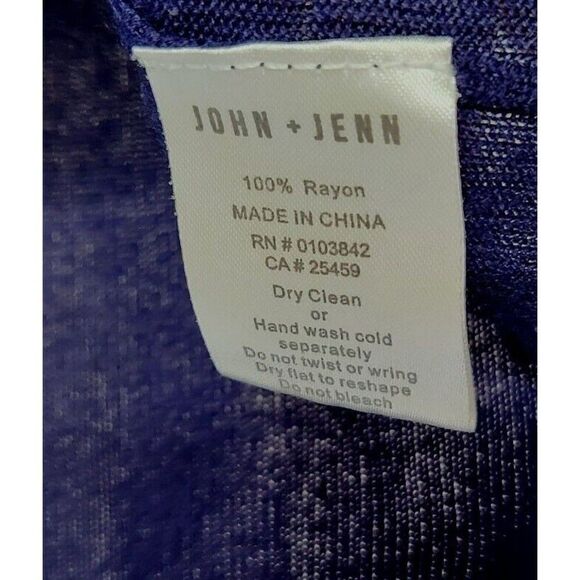 JOHN + JENN
100% Rayon
MADE IN CHINA
RN # 0103842
CA # 25459
Dry Clean
or
Hand wash cold
separately
Do not twist or wring
Dry flat to reshape
Do not bleach